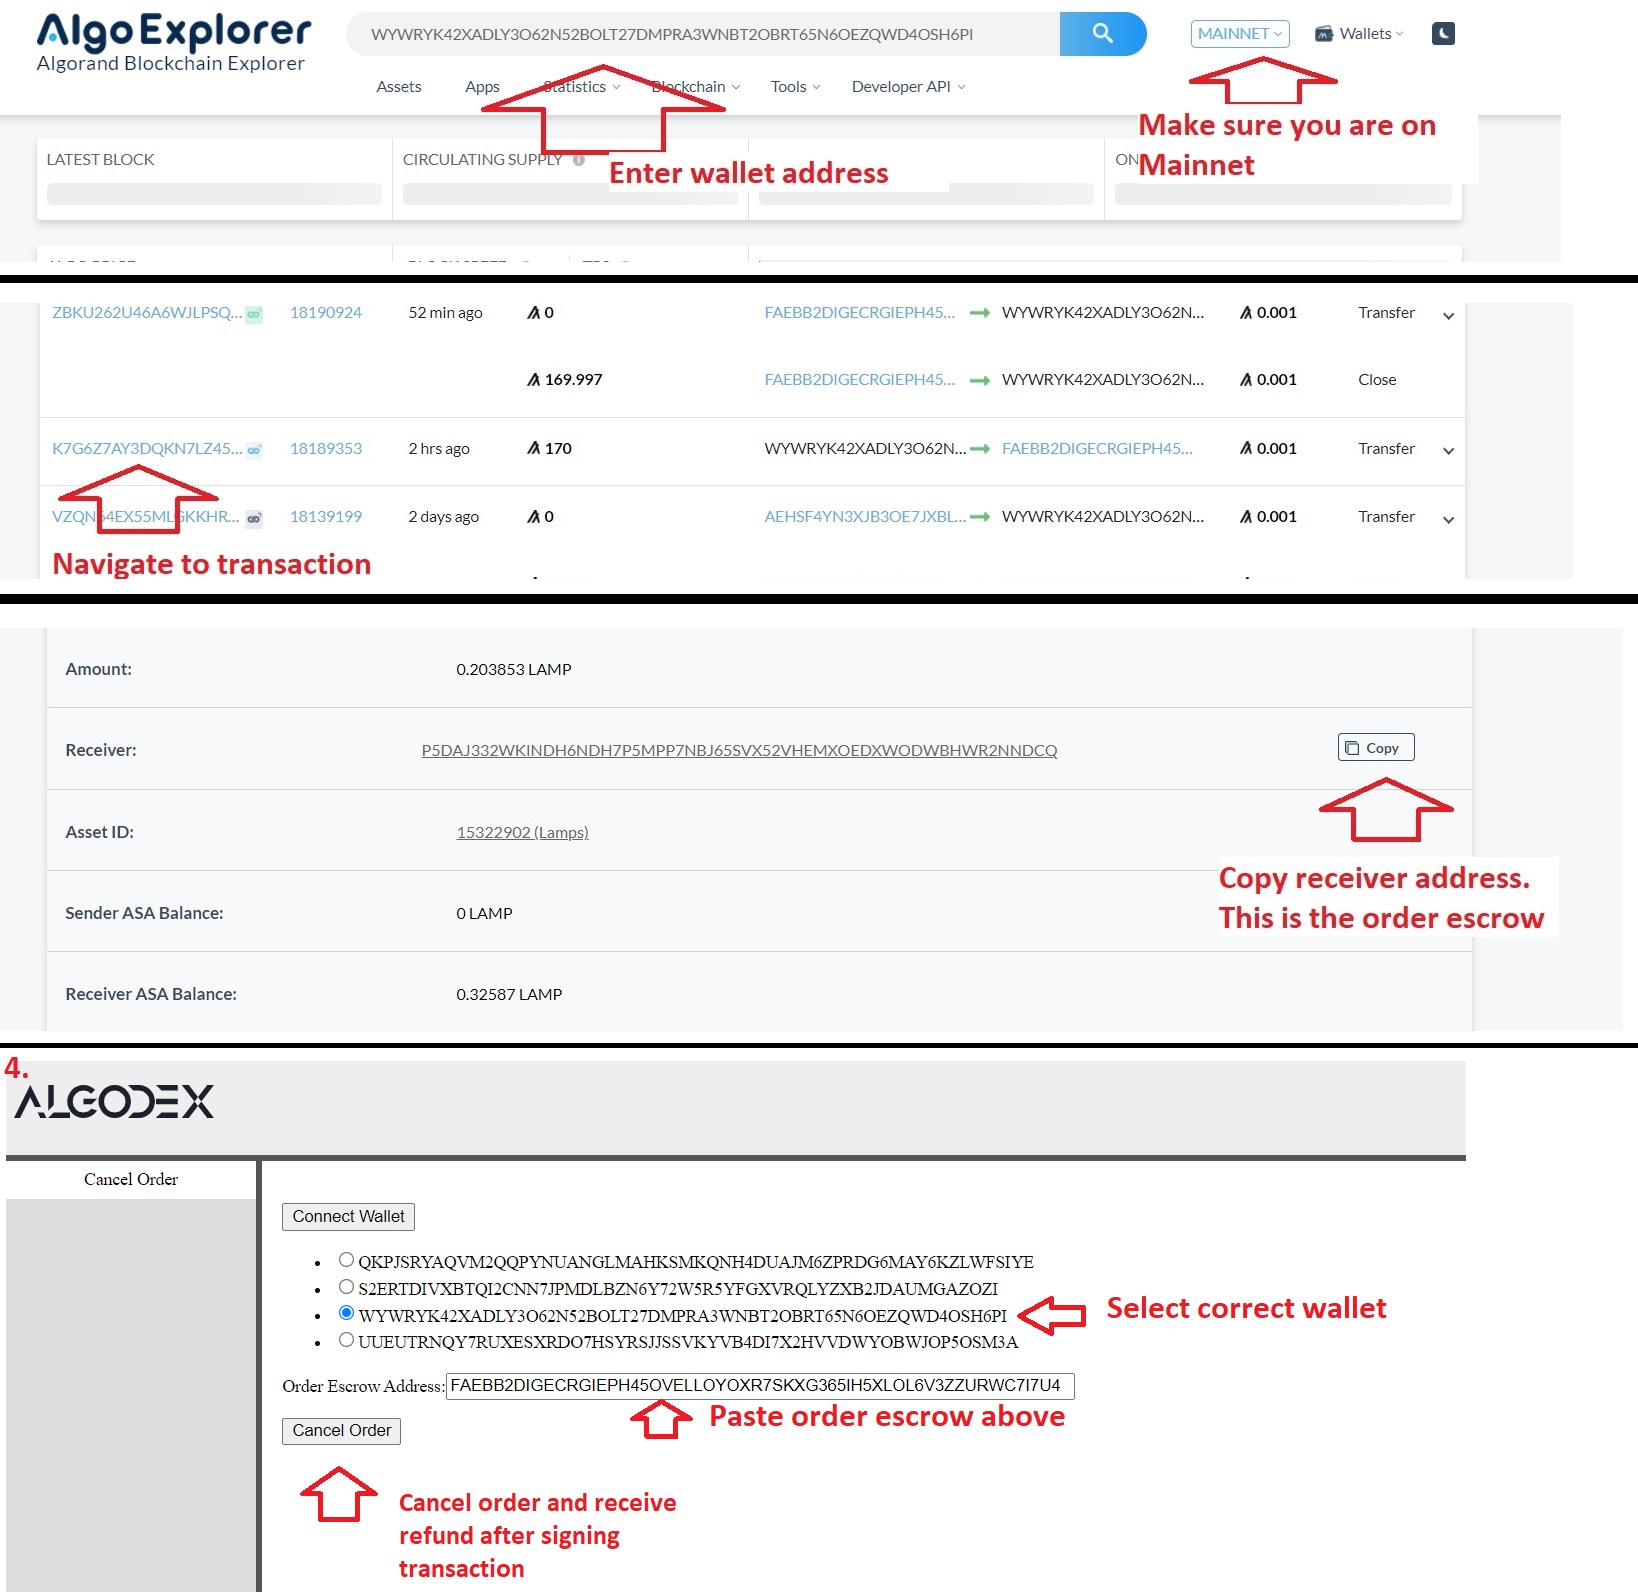 AlgoExplorer
Algorand Blockchain Explorer
WYWRYK42XADLY3O62N52BOLT27DMPRA3WNBT2OBRT65N6OEZQWD4OSH6PI
MAINNET
Wallets
Assets Apps Statistics Blockchain Tools Developer API
Make sure you are on
Mainnet
LATEST BLOCK
CIRCULATING SUPPLY
Enter wallet address
ZBKU262U46A6WJLPSQ... 18190924 52 min ago 0 FAEBB2DIGECRGIEPH45... WYWRYK42XADLY3O62N... 0.001 Transfer
169.997 FAEBB2DIGECRGIEPH45... WYWRYK42XADLY3O62N... 0.001 Close
K7G6Z7AY3DQKN7LZ45... 18189353 2 hrs ago 170 WYWRYK42XADLY3O62N... FAEBB2DIGECRGIEPH45... 0.001 Transfer
VZQN64EX55MLGKKHR... 18139199 2 days ago 0 AEHSF4YN3XJB3OE7JXBL... WYWRYK42XADLY3O62N... 0.001 Transfer
Navigate to transaction
Amount: 0.203853 LAMP
Receiver: P5DAJ332WKINDH6NDH7P5MPP7NBJ65SVX52VHEMXOEDXWODWBHWR2NNDCQ Copy
Asset ID: 15322902 (Lamps)
Copy receiver address.
This is the order escrow
Sender ASA Balance: 0 LAMP
Receiver ASA Balance: 0.32587 LAMP
4.
ALGODEX
Cancel Order
Connect Wallet
QKPJSRYAQVM2QQPYNUANGLMAHKSMKQNH4DUAJM6ZPRDG6MAY6KZLWFSIYE
S2ERTDIVXBTQI2CNN7JPMDLBZN6Y72W5R5YFGXVRQLYZXB2JDAUMGAZOZI
WYWRYK42XADLY3O62N52BOLT27DMPRA3WNBT2OBRT65N6OEZQWD4OSH6PI
Select correct wallet
UUEUTRNQY7RUXESXRDO7HSYRSJJSSVKYVB4DI7X2HVVDWYOBWJOP5OSM3A
Order Escrow Address: FAEBB2DIGECRGIEPH45OVELLOYOXR7SKXG365IH5XLOL6V3ZZURWC7I7U4
Paste order escrow above
Cancel Order
Cancel order and receive
refund after signing
transaction